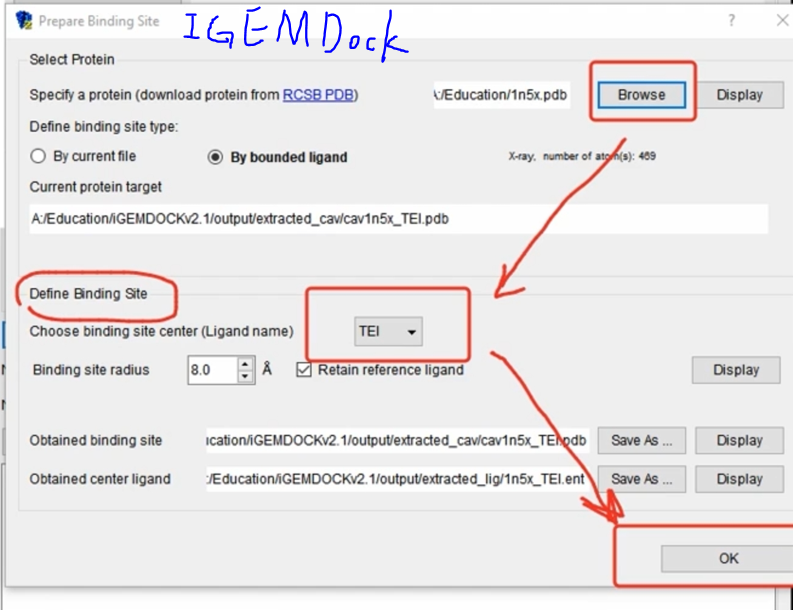 Prepare Binding Site
IGEMDock
Select Protein
Specify a protein (download protein from RCSB PDB) :/Education/1n5x.pdb Browse Display
Define binding site type:
By current file By bounded ligand X-ray, number of atom(s): 469
Current protein target
A:/Education/iGEMDOCKv2.1/output/extracted_cav/cav1n5x_TEI.pdb
Define Binding Site
Choose binding site center (Ligand name) TEI
Binding site radius 8.0 Å Retain reference ligand Display
Obtained binding site ication/iGEMDOCKv2.1/output/extracted_cav/cav1n5x_TEI.pdb Save As ... Display
Obtained center ligand :/Education/iGEMDOCKv2.1/output/extracted_lig/1n5x_TEI.ent Save As ... Display
OK